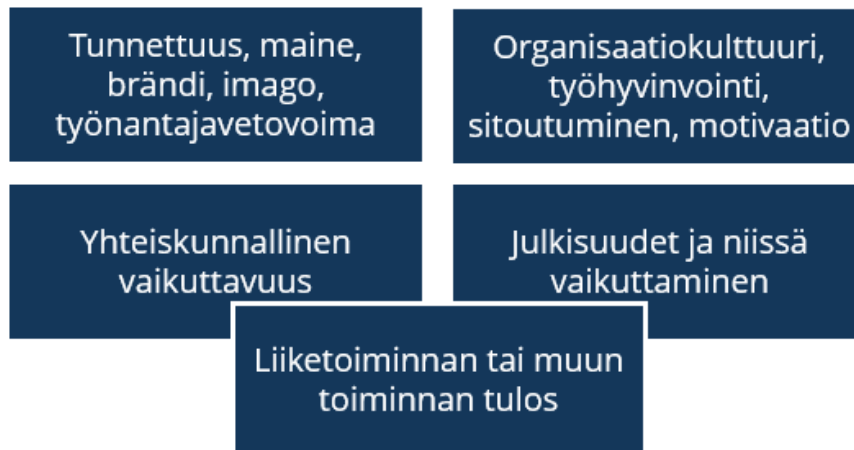 Tunnettuus, maine,
brändi, imago,
työnantajavetovoima
Organisaatiokulttuuri,
työhyvinvointi,
sitoutuminen, motivaatio
Yhteiskunnallinen
vaikuttavuus
Julkisuudet ja niissä
vaikuttaminen
Liiketoiminnan tai muun
toiminnan tulos